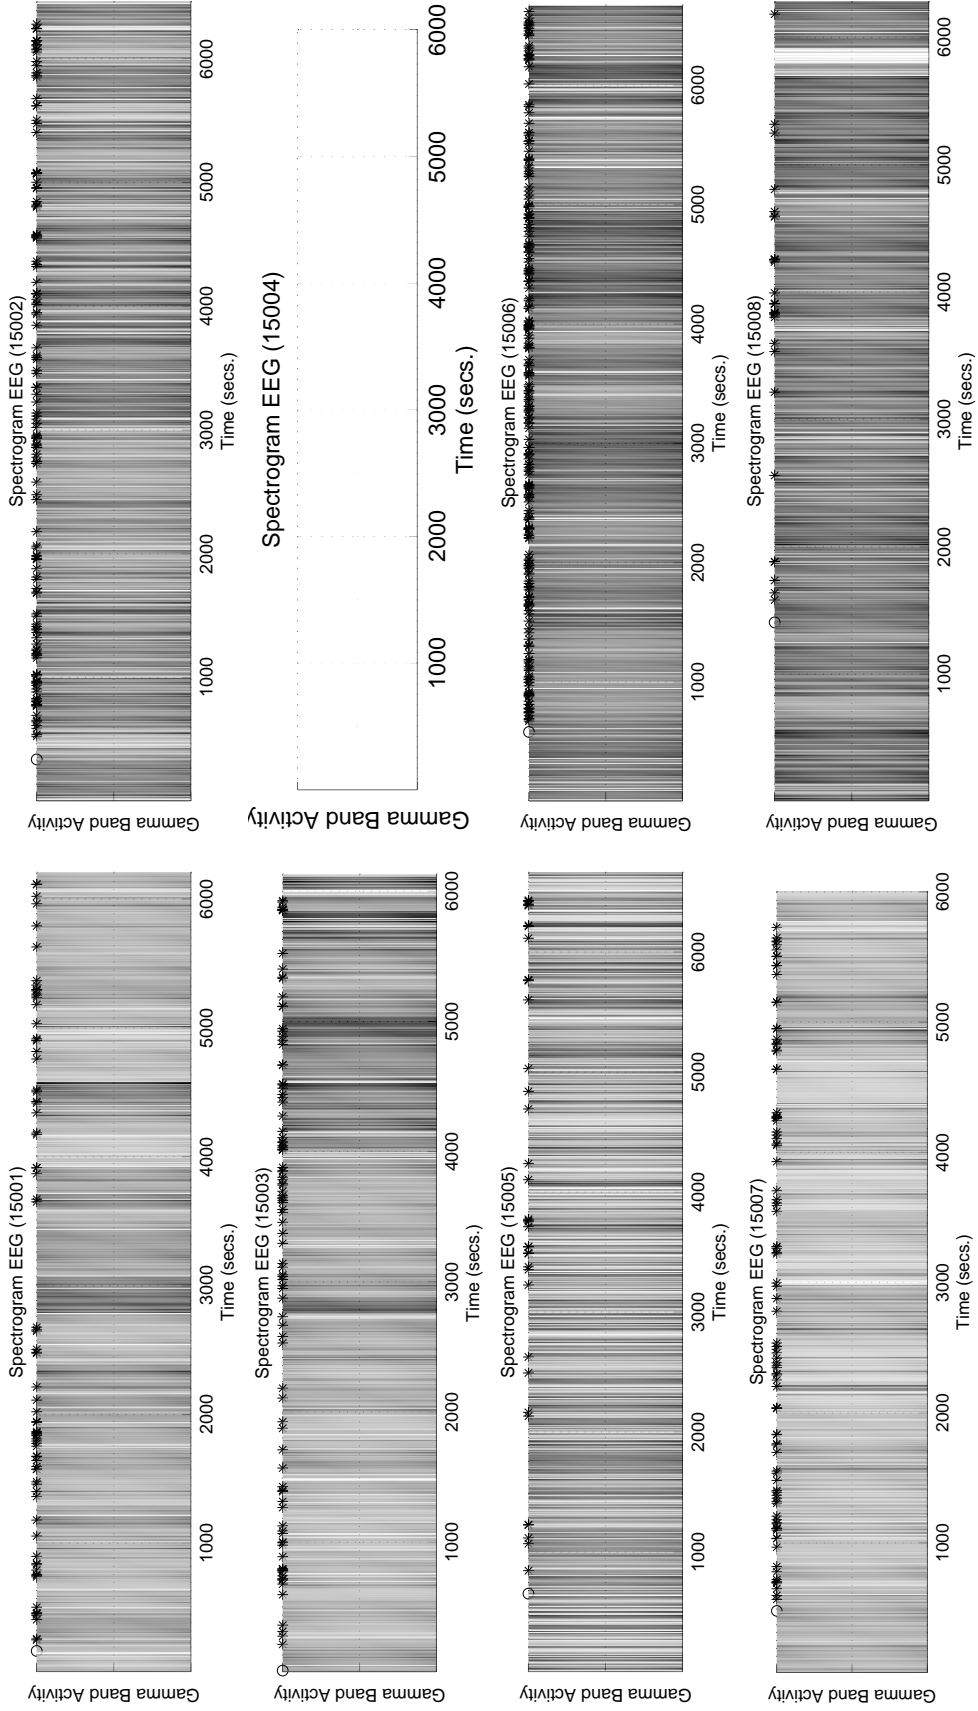 Spectrogram EEG (15001)
Gamma Band Activity
1000 2000 3000 4000 5000 6000
Time (secs.)
Spectrogram EEG (15002)
Gamma Band Activity
1000 2000 3000 4000 5000 6000
Time (secs.)
Spectrogram EEG (15003)
Gamma Band Activity
1000 2000 3000 4000 5000 6000
Time (secs.)
Spectrogram EEG (15004)
Gamma Band Activity
1000 2000 3000 4000 5000 6000
Time (secs.)
Spectrogram EEG (15005)
Gamma Band Activity
1000 2000 3000 4000 5000 6000
Time (secs.)
Spectrogram EEG (15006)
Gamma Band Activity
1000 2000 3000 4000 5000 6000
Time (secs.)
Spectrogram EEG (15007)
Gamma Band Activity
1000 2000 3000 4000 5000 6000
Time (secs.)
Spectrogram EEG (15008)
Gamma Band Activity
1000 2000 3000 4000 5000 6000
Time (secs.)